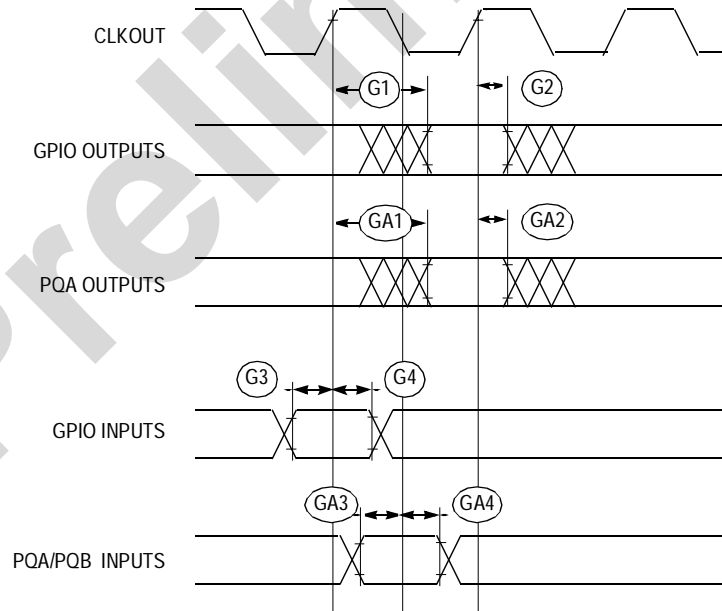 CLKOUT
G1
G2
GPIO OUTPUTS
GA1
GA2
PQA OUTPUTS
G3
G4
GPIO INPUTS
GA3
GA4
PQA/PQB INPUTS